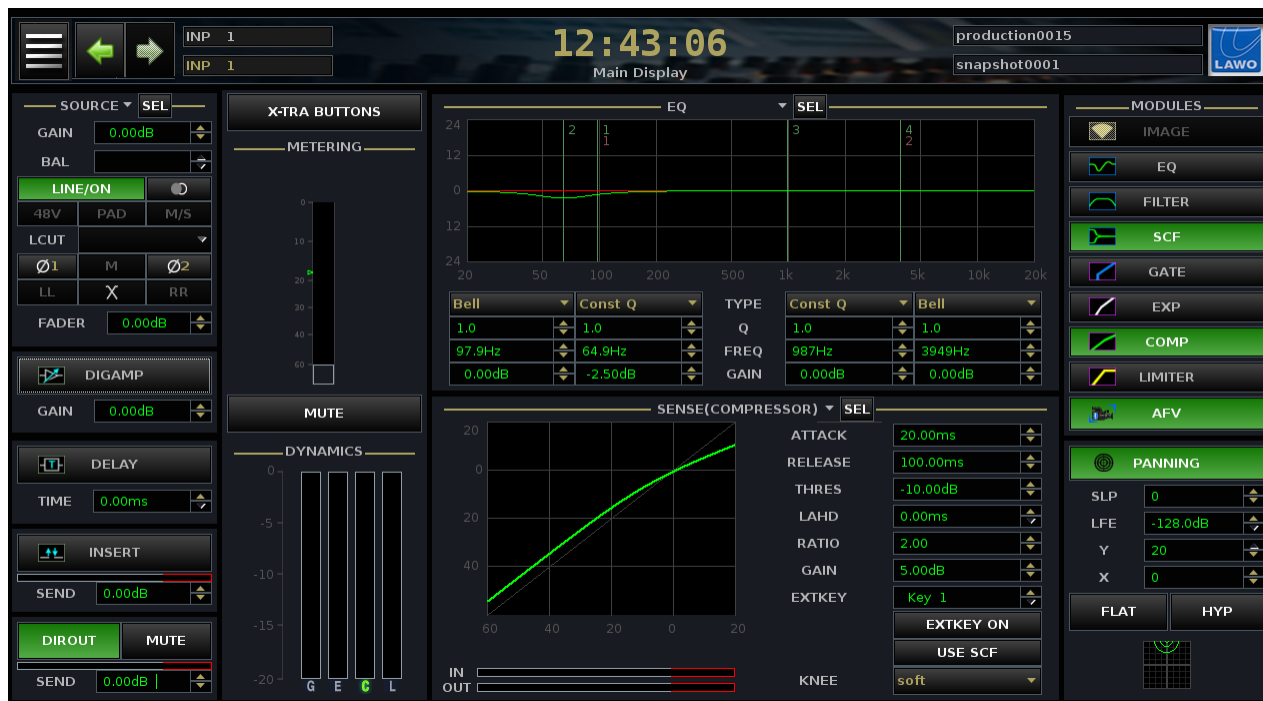 INP 1
INP 1
12:43:06
Main Display
production0015
snapshot0001
LAWO
SOURCE SEL
GAIN 0.00dB
BAL
LINE/ON
48V PAD M/S
LCUT
Ø1 M Ø2
LL X RR
FADER 0.00dB
DIGAMP
GAIN 0.00dB
DELAY
TIME 0.00ms
INSERT
SEND 0.00dB
DIROUT MUTE
SEND 0.00dB
X-TRA BUTTONS
METERING
0
10
20
30
40
60
MUTE
DYNAMICS
0
-5
-10
-15
-20
G E C L
EQ SEL
24 2 1 3 4
1 2
12
0
12
24
20 50 100 200 500 1k 2k 5k 10k 20k
Bell Const Q TYPE Const Q Bell
1.0 1.0 Q 1.0 1.0
97.9Hz 64.9Hz FREQ 987Hz 3949Hz
0.00dB -2.50dB GAIN 0.00dB 0.00dB
SENSE(COMPRESSOR) SEL
20
0
20
40
60 40 20 0 20
IN
OUT
ATTACK 20.00ms
RELEASE 100.00ms
THRES -10.00dB
LAHD 0.00ms
RATIO 2.00
GAIN 5.00dB
EXTKEY Key 1
EXTKEY ON
USE SCF
KNEE soft
MODULES
IMAGE
EQ
FILTER
SCF
GATE
EXP
COMP
LIMITER
AFV
PANNING
SLP 0
LFE -128.0dB
Y 20
X 0
FLAT HYP